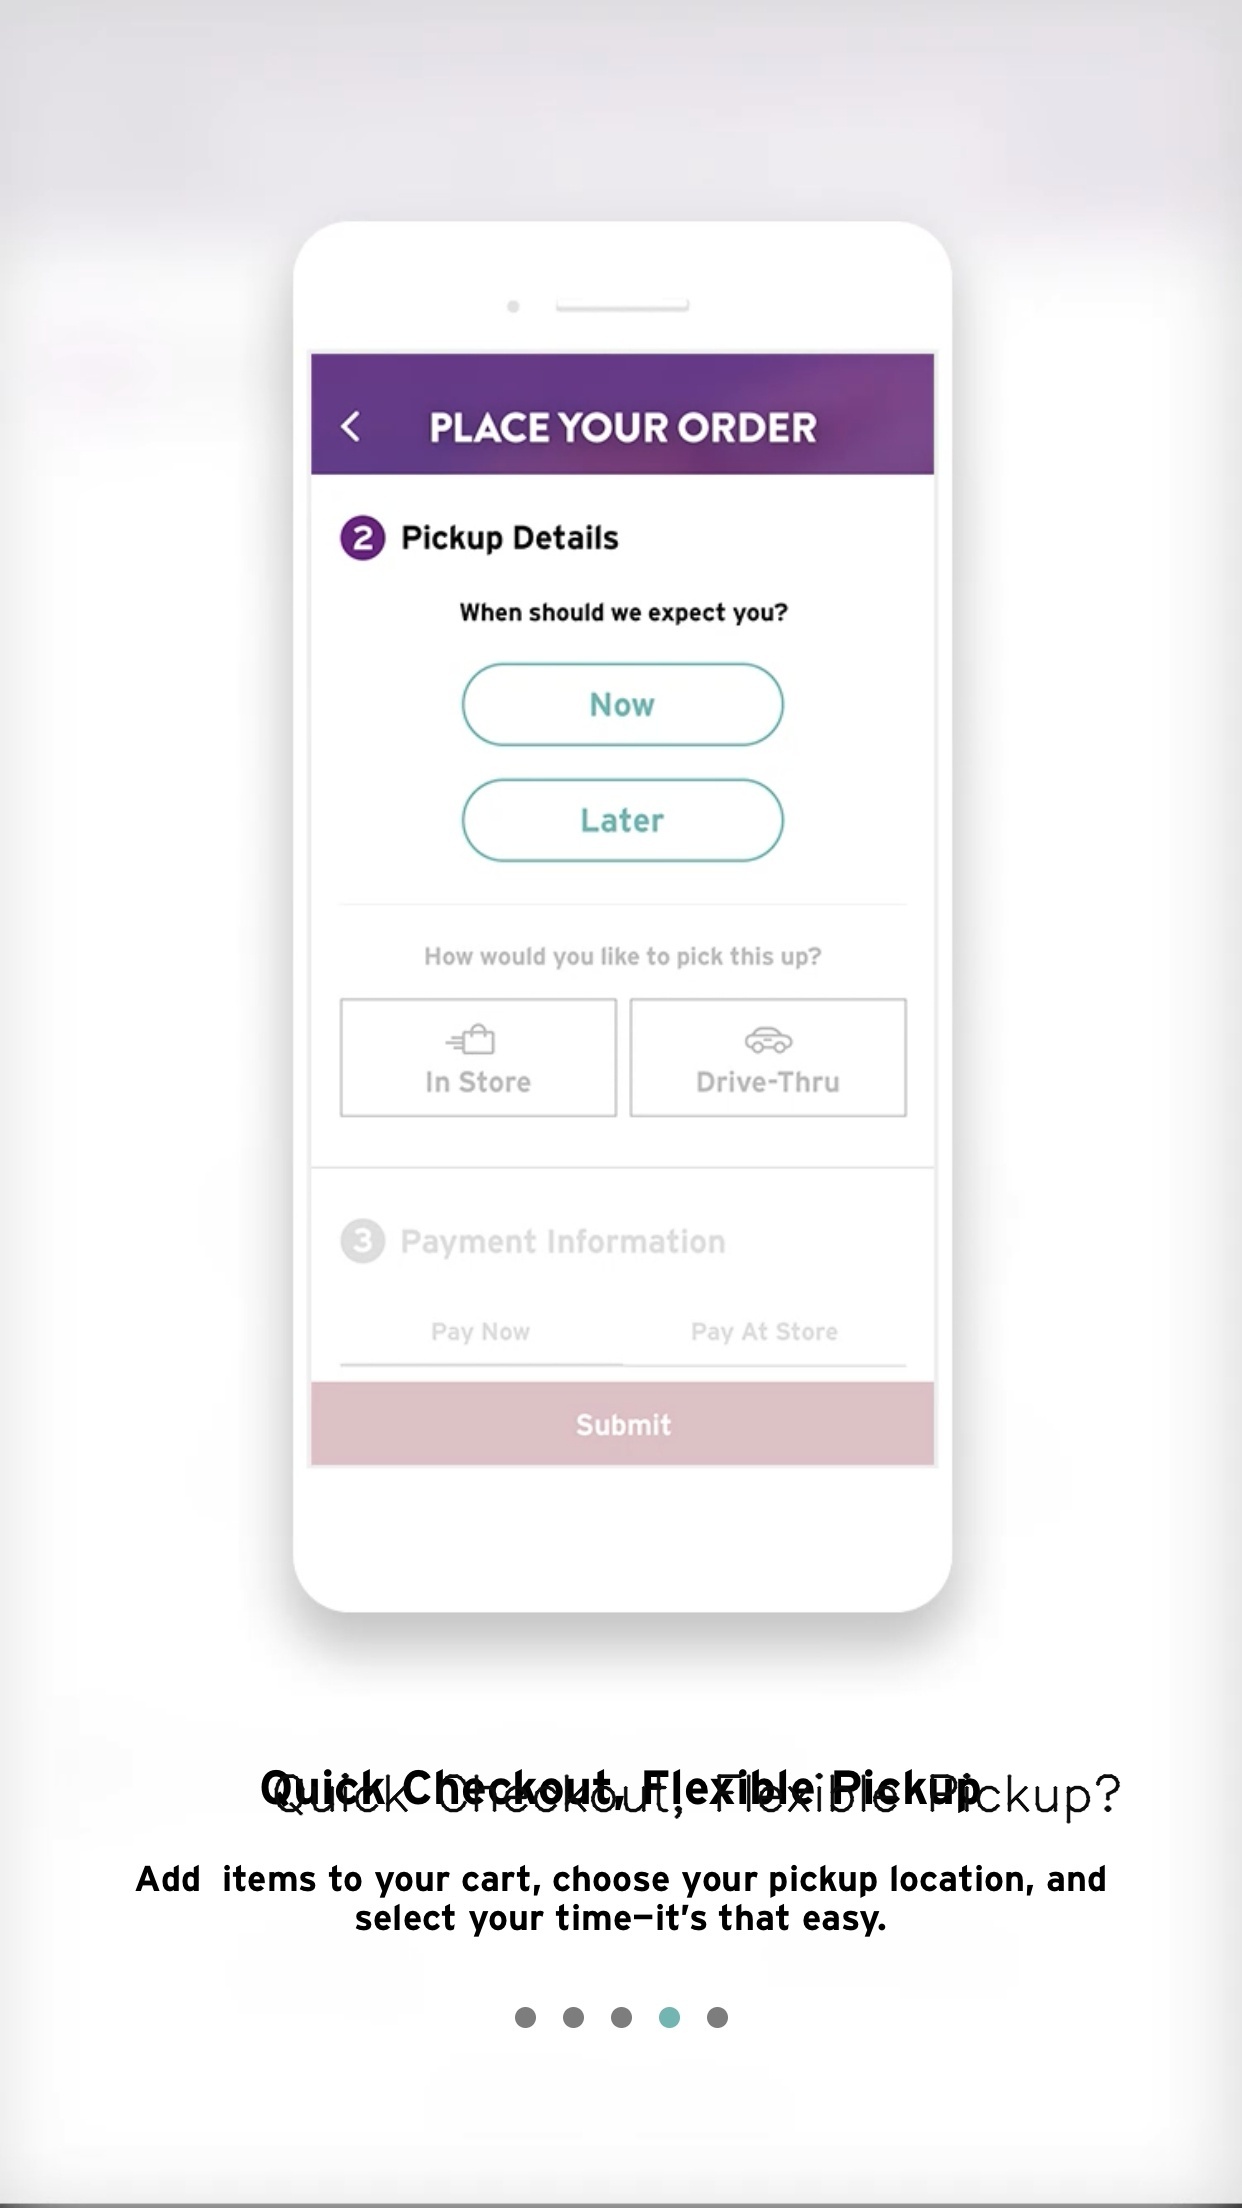 PLACE YOUR ORDER
2 Pickup Details
When should we expect you?
Now
Later
How would you like to pick this up?
In Store
Drive-Thru
3 Payment Information
Pay Now
Pay At Store
Submit
Quick Checkout, Flexible Pickup
Quick Checkout, Flexible Pickup?
Add items to your cart, choose your pickup location, and
select your time—it's that easy.